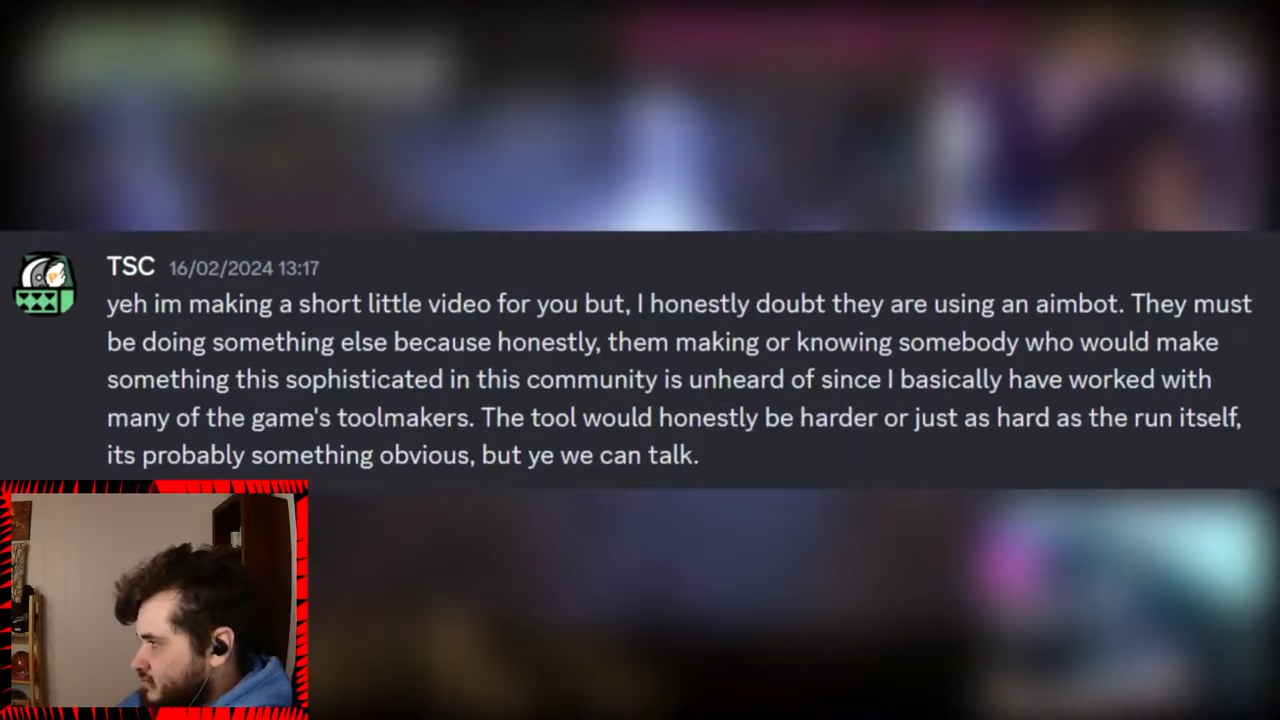 TSC 16/02/2024 13:17
yeh im making a short little video for you but, I honestly doubt they are using an aimbot. They must
be doing something else because honestly, them making or knowing somebody who would make
something this sophisticated in this community is unheard of since I basically have worked with
many of the game's toolmakers. The tool would honestly be harder or just as hard as the run itself,
its probably something obvious, but ye we can talk.